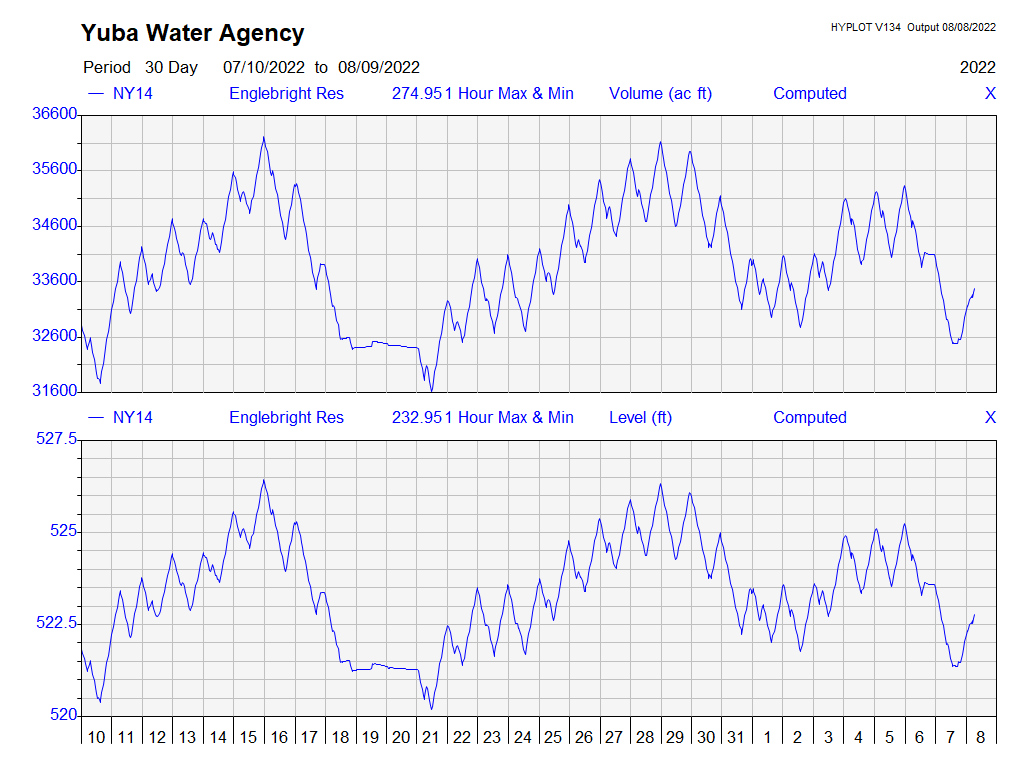 Yuba Water Agency
HYPLOT V134 Output 08/08/2022
Period 30 Day 07/10/2022 to 08/09/2022 2022
NY14 Englebright Res 274.951 Hour Max & Min Volume (ac ft) Computed X
36600
35600
34600
33600
32600
31600
NY14 Englebright Res 232.951 Hour Max & Min Level (ft) Computed X
527.5
525
522.5
520
10 11 12 13 14 15 16 17 18 19 20 21 22 23 24 25 26 27 28 29 30 31 1 2 3 4 5 6 7 8